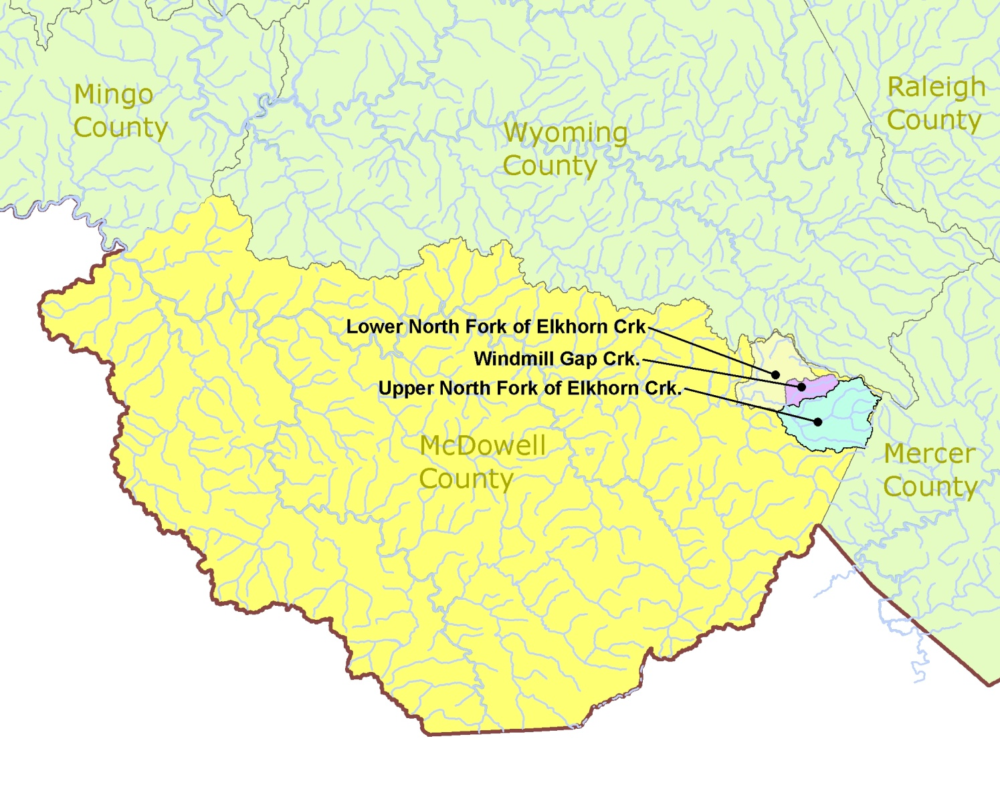 Mingo
County
Raleigh
County
Wyoming
County
Lower North Fork of Elkhorn Crk
Windmill Gap Crk.
Upper North Fork of Elkhorn Crk.
McDowell
County
Mercer
County